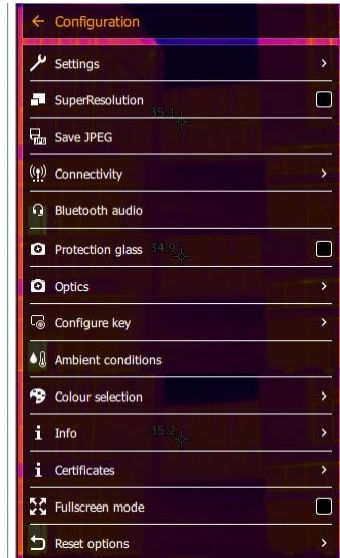 Configuration
Settings
SuperResolution
35.1
Save JPEG
Connectivity
Bluetooth audio
Protection glass 34.9
Optics
Configure key
Ambient conditions
Colour selection
Info 35.2
Certificates
Fullscreen mode
Reset options